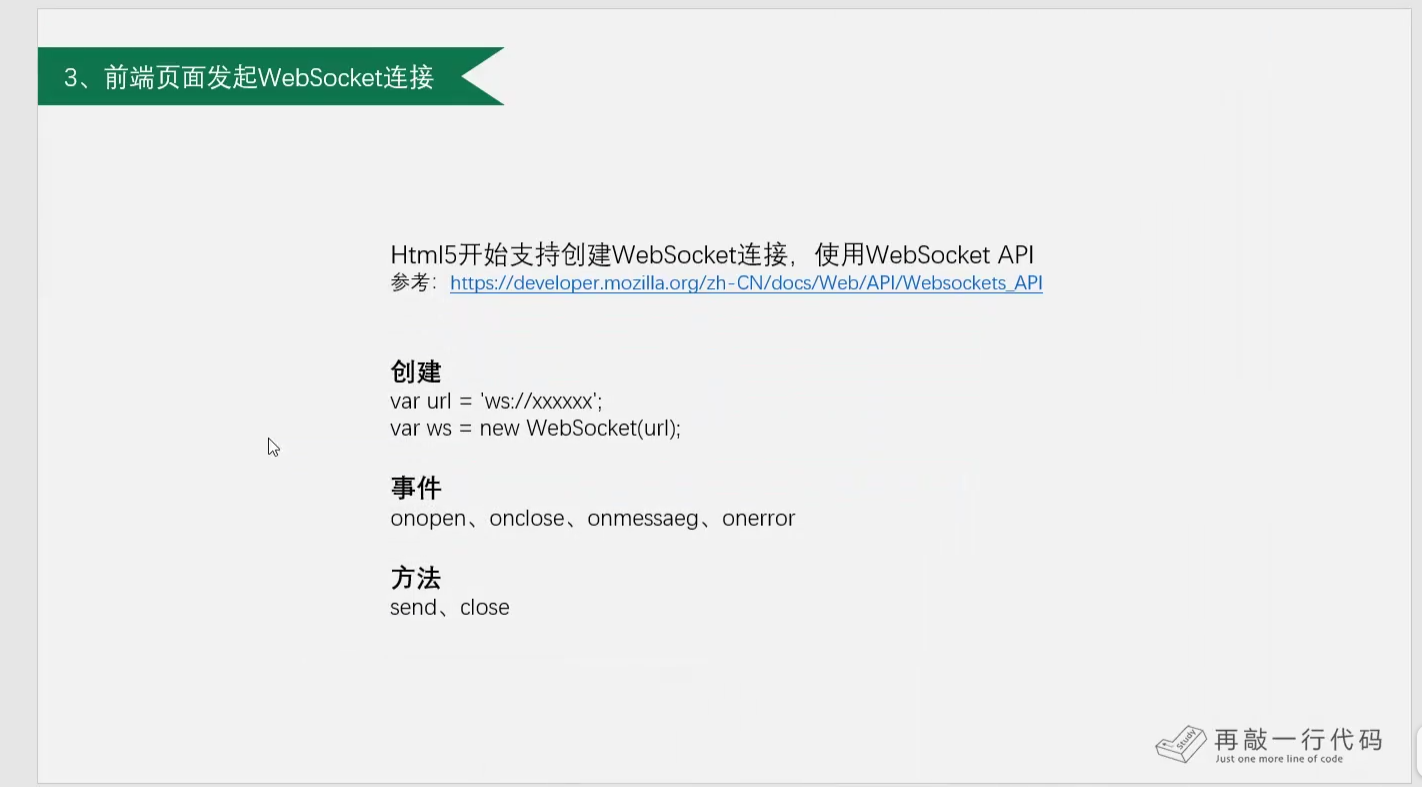 3、前端页面发起WebSocket连接
Html5开始支持创建WebSocket连接，使用WebSocket API
参考：https://developer.mozilla.org/zh-CN/docs/Web/API/Websockets_API
创建
var url = 'ws://xxxxxx';
var ws = new WebSocket(url);
事件
onopen、onclose、onmessaeg、onerror
方法
send、close
Study
再敲一行代码
Just one more line of code